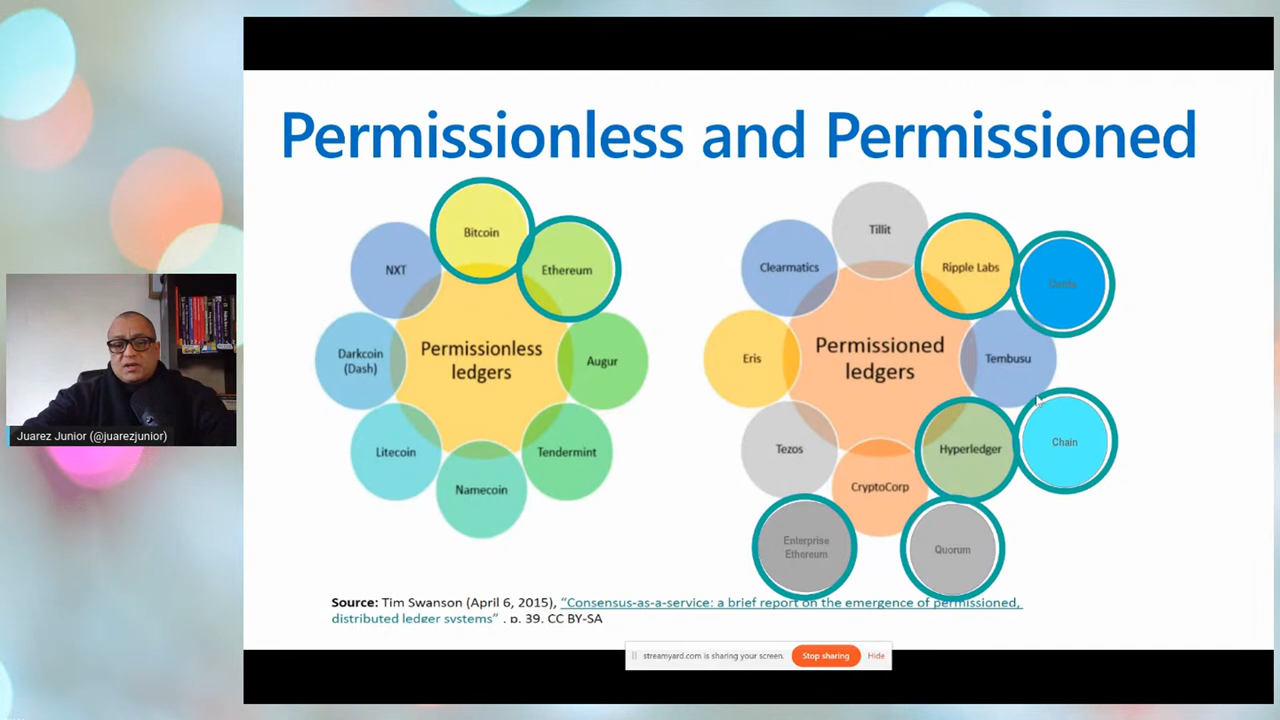 Permissionless and Permissioned
Bitcoin
Ethereum
NXT
Augur
Permissionless
ledgers
Darkcoin
(Dash)
Litecoin
Tendermint
Namecoin
Tillit
Clearmatics
Ripple Labs
Eris
Permissioned
ledgers
Tembusu
Tezos
Hyperledger
Chain
CryptoCorp
Enterprise
Ethereum
Quorum
Source: Tim Swanson (April 6, 2015), “Consensus-as-a-service: a brief report on the emergence of permissioned,
distributed ledger systems” , p. 39. CC BY-SA
streamyard.com is sharing your screen.
Stop sharing
Hide
Juarez Junior (@juarezjunior)